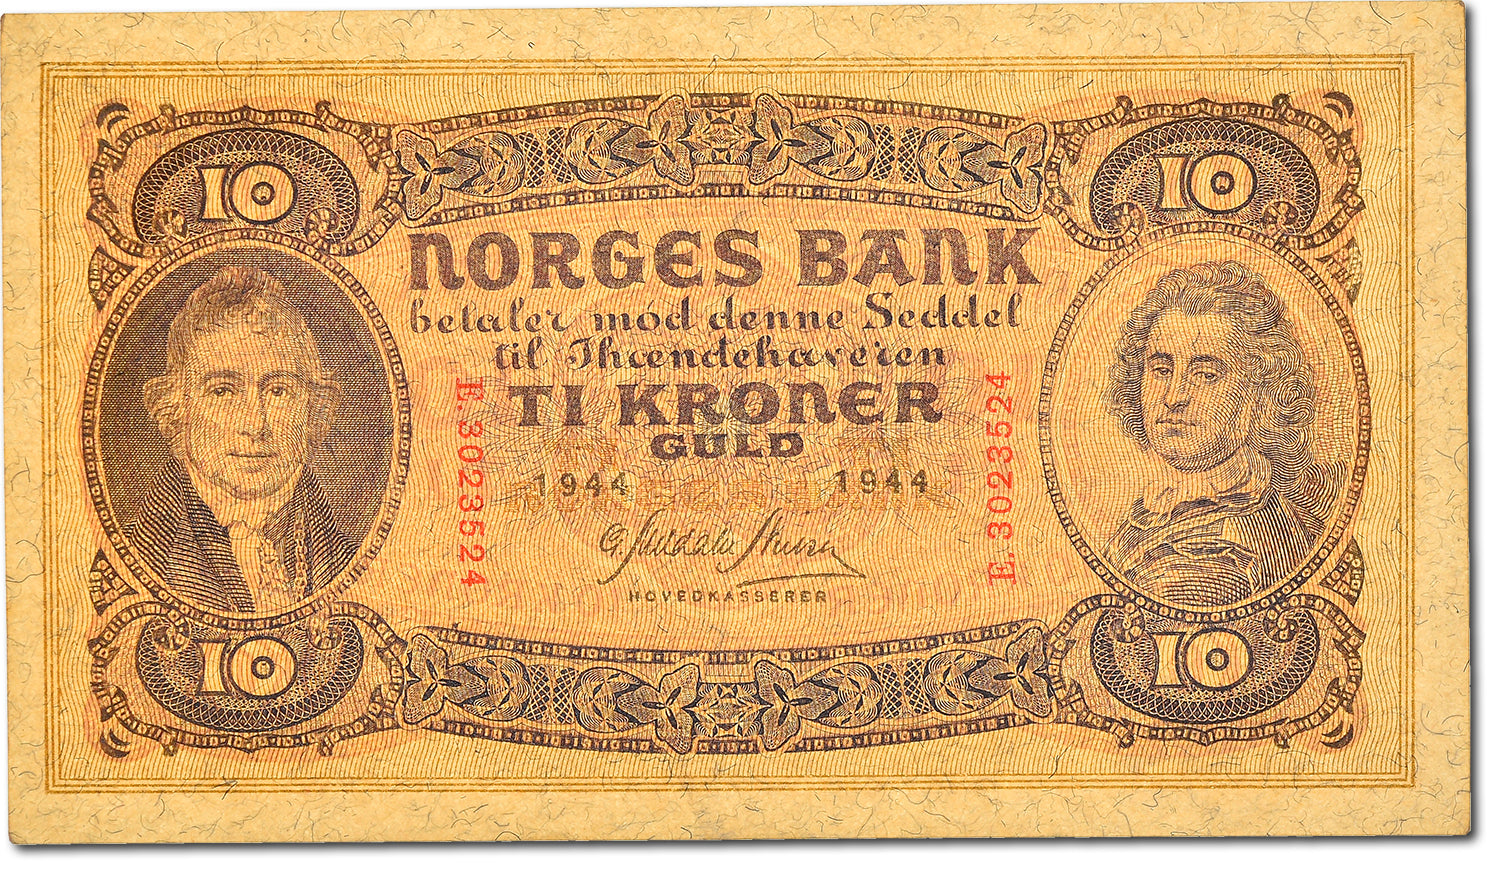 10 10
NORGES BANK
betaler mod denne Seddel
til Ihændehaveren
TI KRONER
GULD
1944 1944
E.3023524
E.3023524
HOVEDKASSERER
10 10